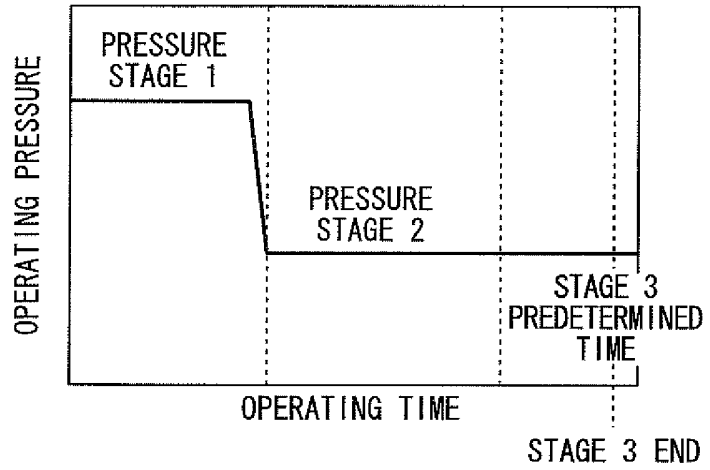 PRESSURE
STAGE 1
PRESSURE
STAGE 2
STAGE 3
PREDETERMINED
TIME
OPERATING PRESSURE
OPERATING TIME
STAGE 3 END